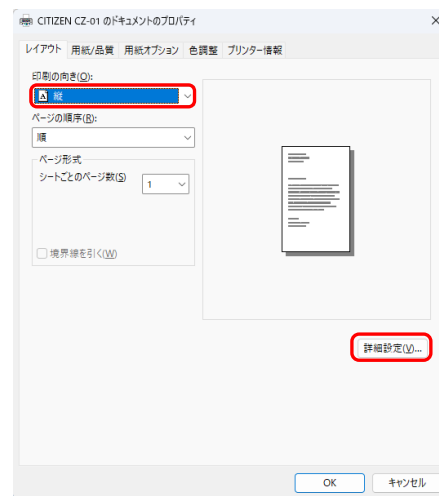 CITIZEN CZ-01 のドキュメントのプロパティ
レイアウト 用紙/品質 用紙オプション 色調整 プリンター情報
印刷の向き(O):
縦
ページの順序(R):
順
ページ形式
シートごとのページ数(S)
1
境界線を引く(W)
詳細設定(V)...
OK キャンセル